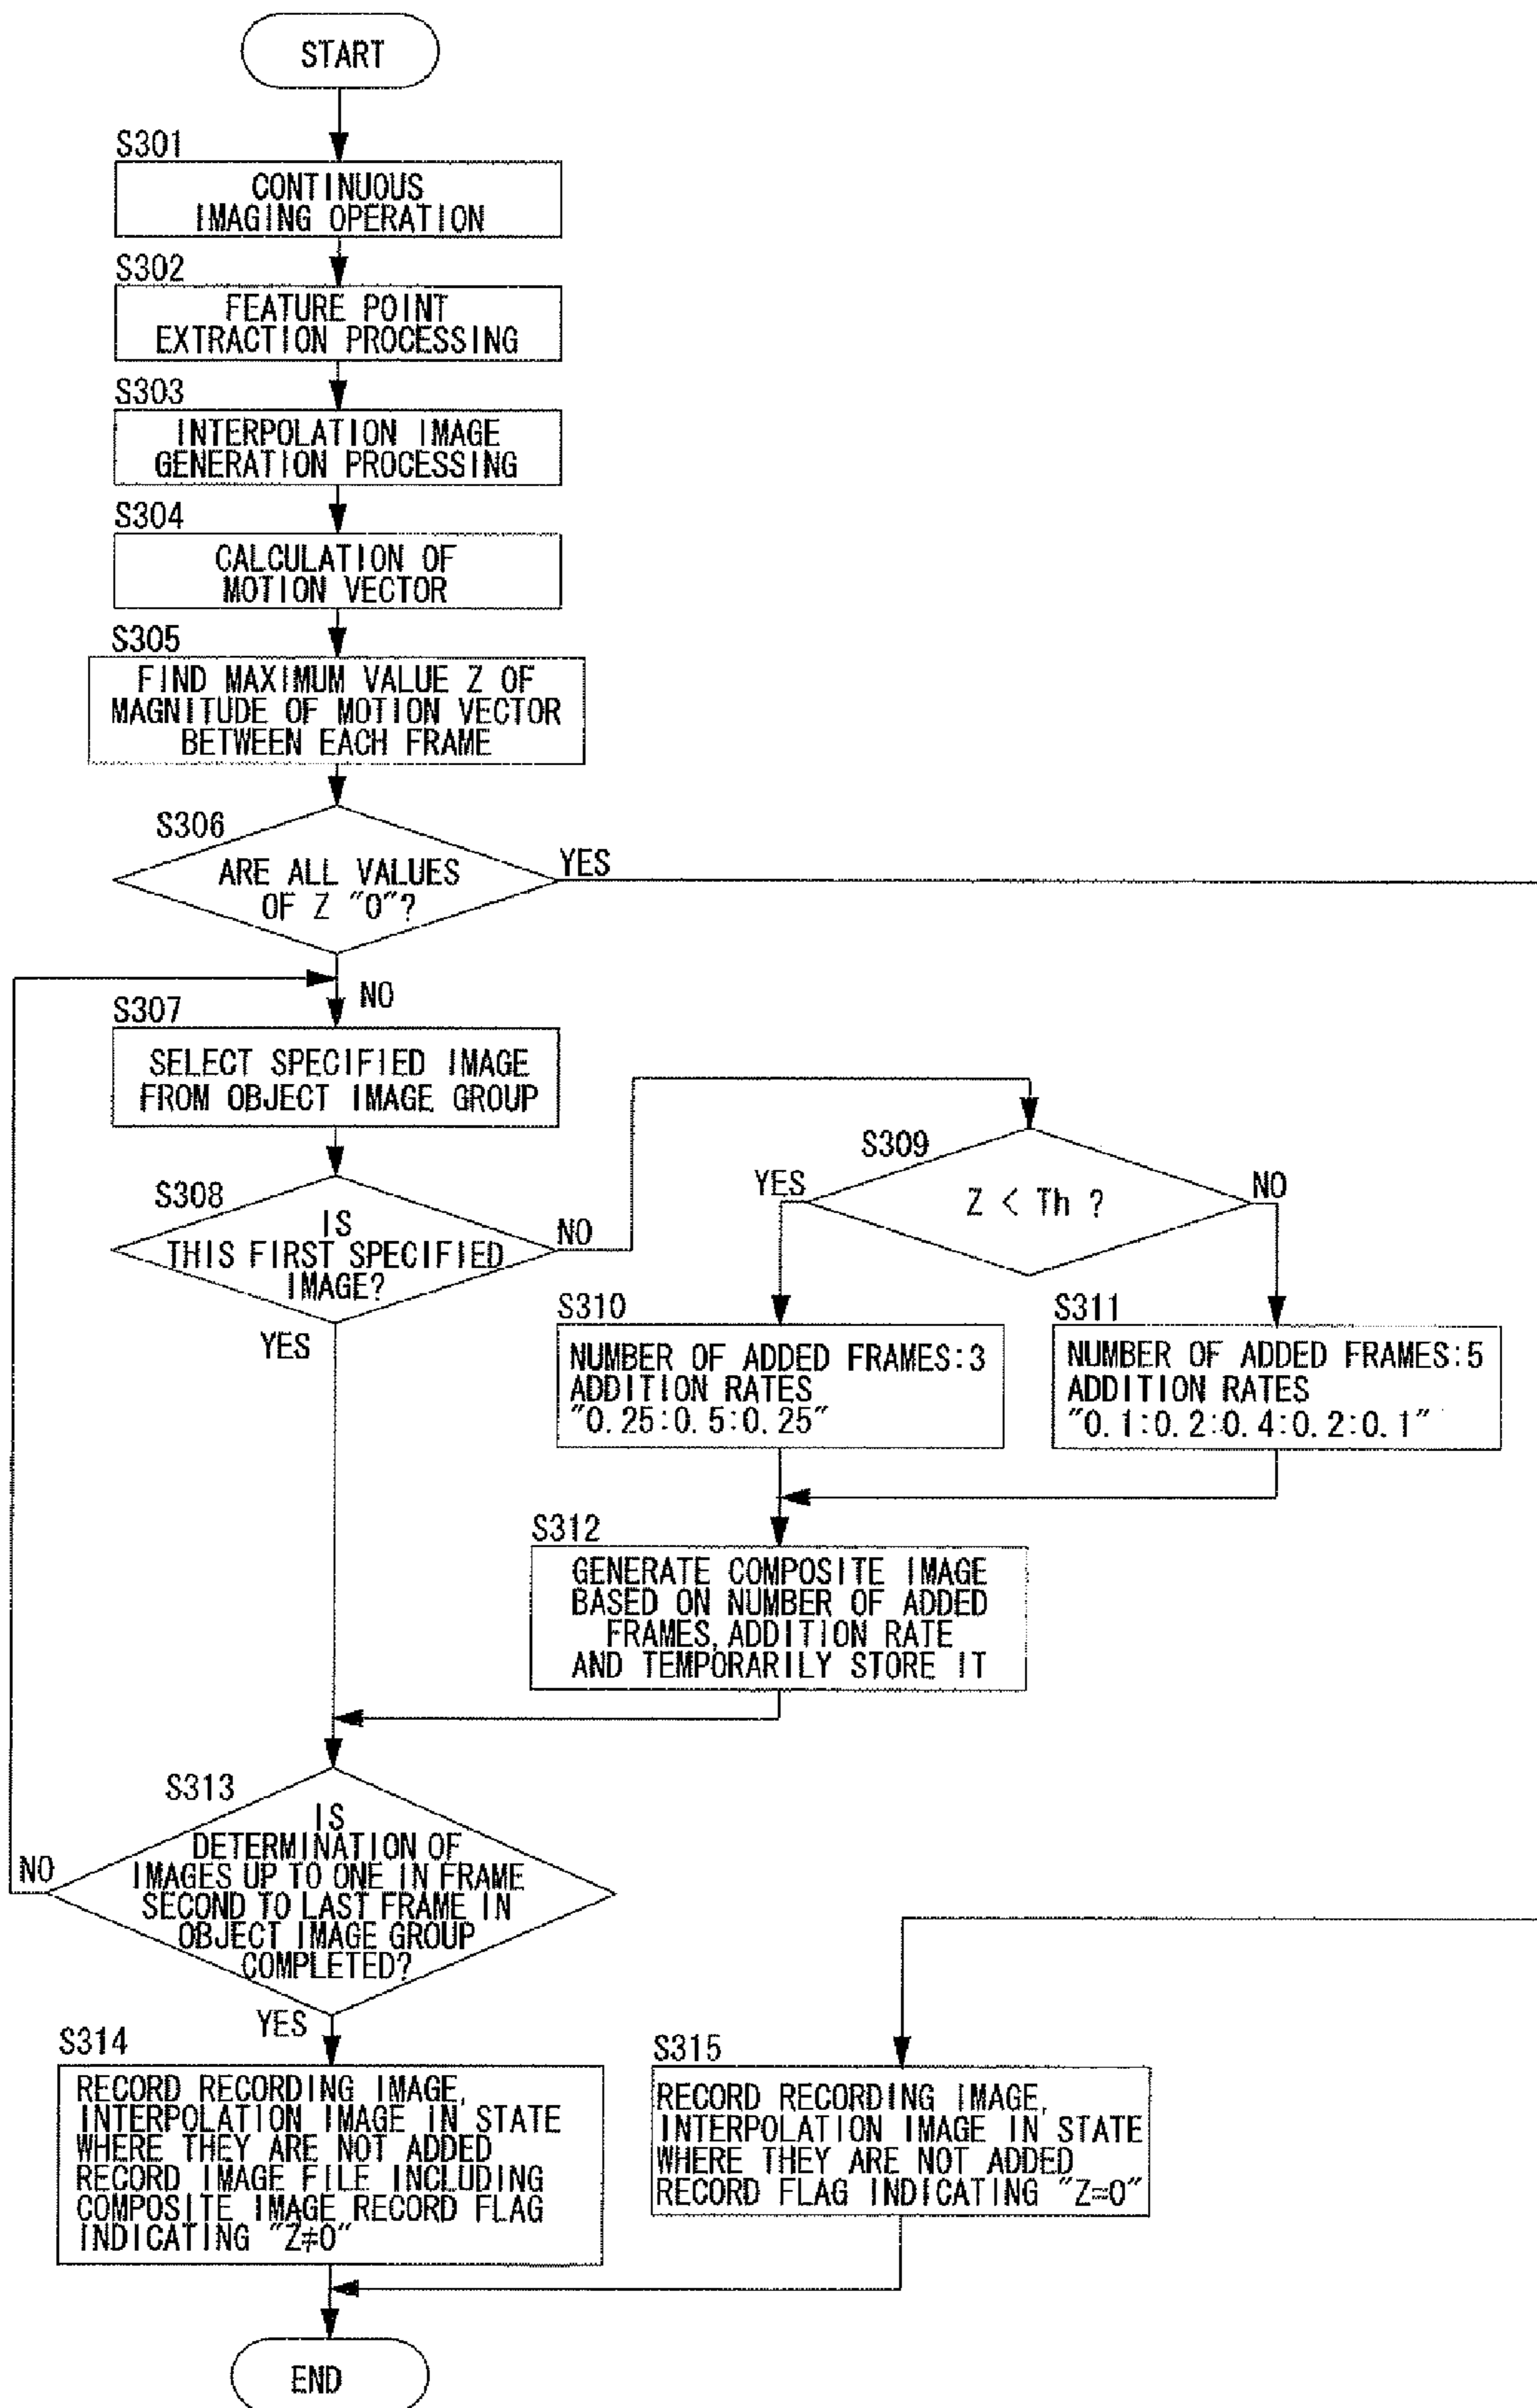 START
S301
CONTINUOUS
IMAGING OPERATION
S302
FEATURE POINT
EXTRACTION PROCESSING
S303
INTERPOLATION IMAGE
GENERATION PROCESSING
S304
CALCULATION OF
MOTION VECTOR
S305
FIND MAXIMUM VALUE Z OF
MAGNITUDE OF MOTION VECTOR
BETWEEN EACH FRAME
S306
ARE ALL VALUES
OF Z "0"?
YES
NO
S307
SELECT SPECIFIED IMAGE
FROM OBJECT IMAGE GROUP
S308
IS
THIS FIRST SPECIFIED
IMAGE?
NO
YES
S309
Z < Th ?
YES
NO
S310
NUMBER OF ADDED FRAMES:3
ADDITION RATES
"0.25:0.5:0.25"
S311
NUMBER OF ADDED FRAMES:5
ADDITION RATES
"0.1:0.2:0.4:0.2:0.1"
S312
GENERATE COMPOSITE IMAGE
BASED ON NUMBER OF ADDED
FRAMES, ADDITION RATE
AND TEMPORARILY STORE IT
S313
IS
DETERMINATION OF
IMAGES UP TO ONE IN FRAME
SECOND TO LAST FRAME IN
OBJECT IMAGE GROUP
COMPLETED?
NO
YES
S314
RECORD RECORDING IMAGE,
INTERPOLATION IMAGE IN STATE
WHERE THEY ARE NOT ADDED
RECORD IMAGE FILE INCLUDING
COMPOSITE IMAGE RECORD FLAG
INDICATING "Z≠0"
S315
RECORD RECORDING IMAGE,
INTERPOLATION IMAGE IN STATE
WHERE THEY ARE NOT ADDED
RECORD FLAG INDICATING "Z=0"
END